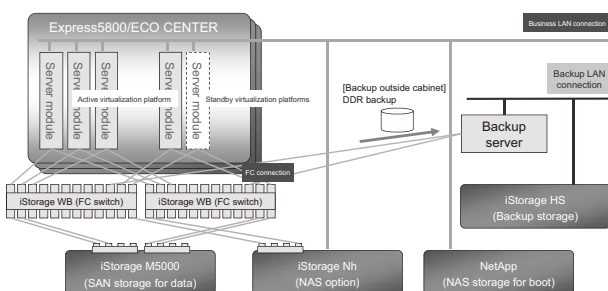 Express5800/ECO CENTER
Business LAN connection
Server module
Server module
Server module
Server module
Server module
Active virtualization platform
Standby virtualization platforms
[Backup outside cabinet]
DDR backup
Backup LAN
connection
Backup
server
FC connection
iStorage WB (FC switch)
iStorage WB (FC switch)
iStorage HS
(Backup storage)
iStorage M5000
(SAN storage for data)
iStorage Nh
(NAS option)
NetApp
(NAS storage for boot)